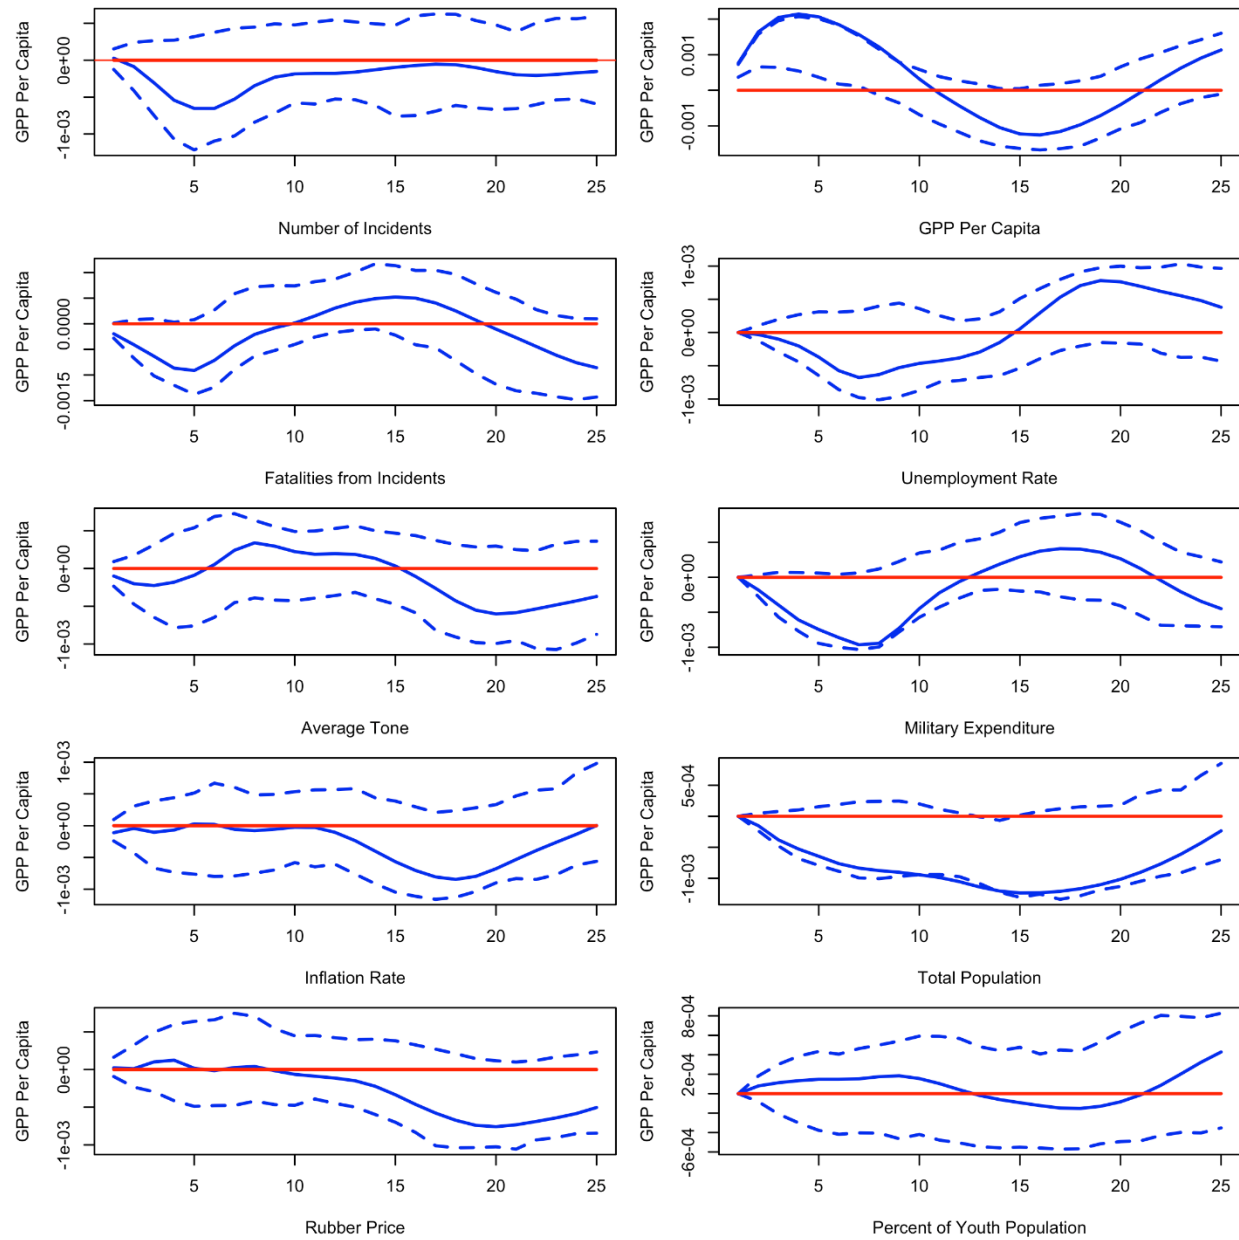 GPP Per Capita
0e+00
-1e-03
5 10 15 20 25
Number of Incidents
GPP Per Capita
0.001
-0.001
5 10 15 20 25
GPP Per Capita
GPP Per Capita
0.0000
-0.0015
5 10 15 20 25
Fatalities from Incidents
GPP Per Capita
1e-03
0e+00
-1e-03
5 10 15 20 25
Unemployment Rate
GPP Per Capita
0e+00
-1e-03
5 10 15 20 25
Average Tone
GPP Per Capita
0e+00
-1e-03
5 10 15 20 25
Military Expenditure
GPP Per Capita
1e-03
0e+00
-1e-03
5 10 15 20 25
Inflation Rate
GPP Per Capita
5e-04
-1e-03
5 10 15 20 25
Total Population
GPP Per Capita
0e+00
-1e-03
5 10 15 20 25
Rubber Price
GPP Per Capita
8e-04
2e-04
-6e-04
5 10 15 20 25
Percent of Youth Population